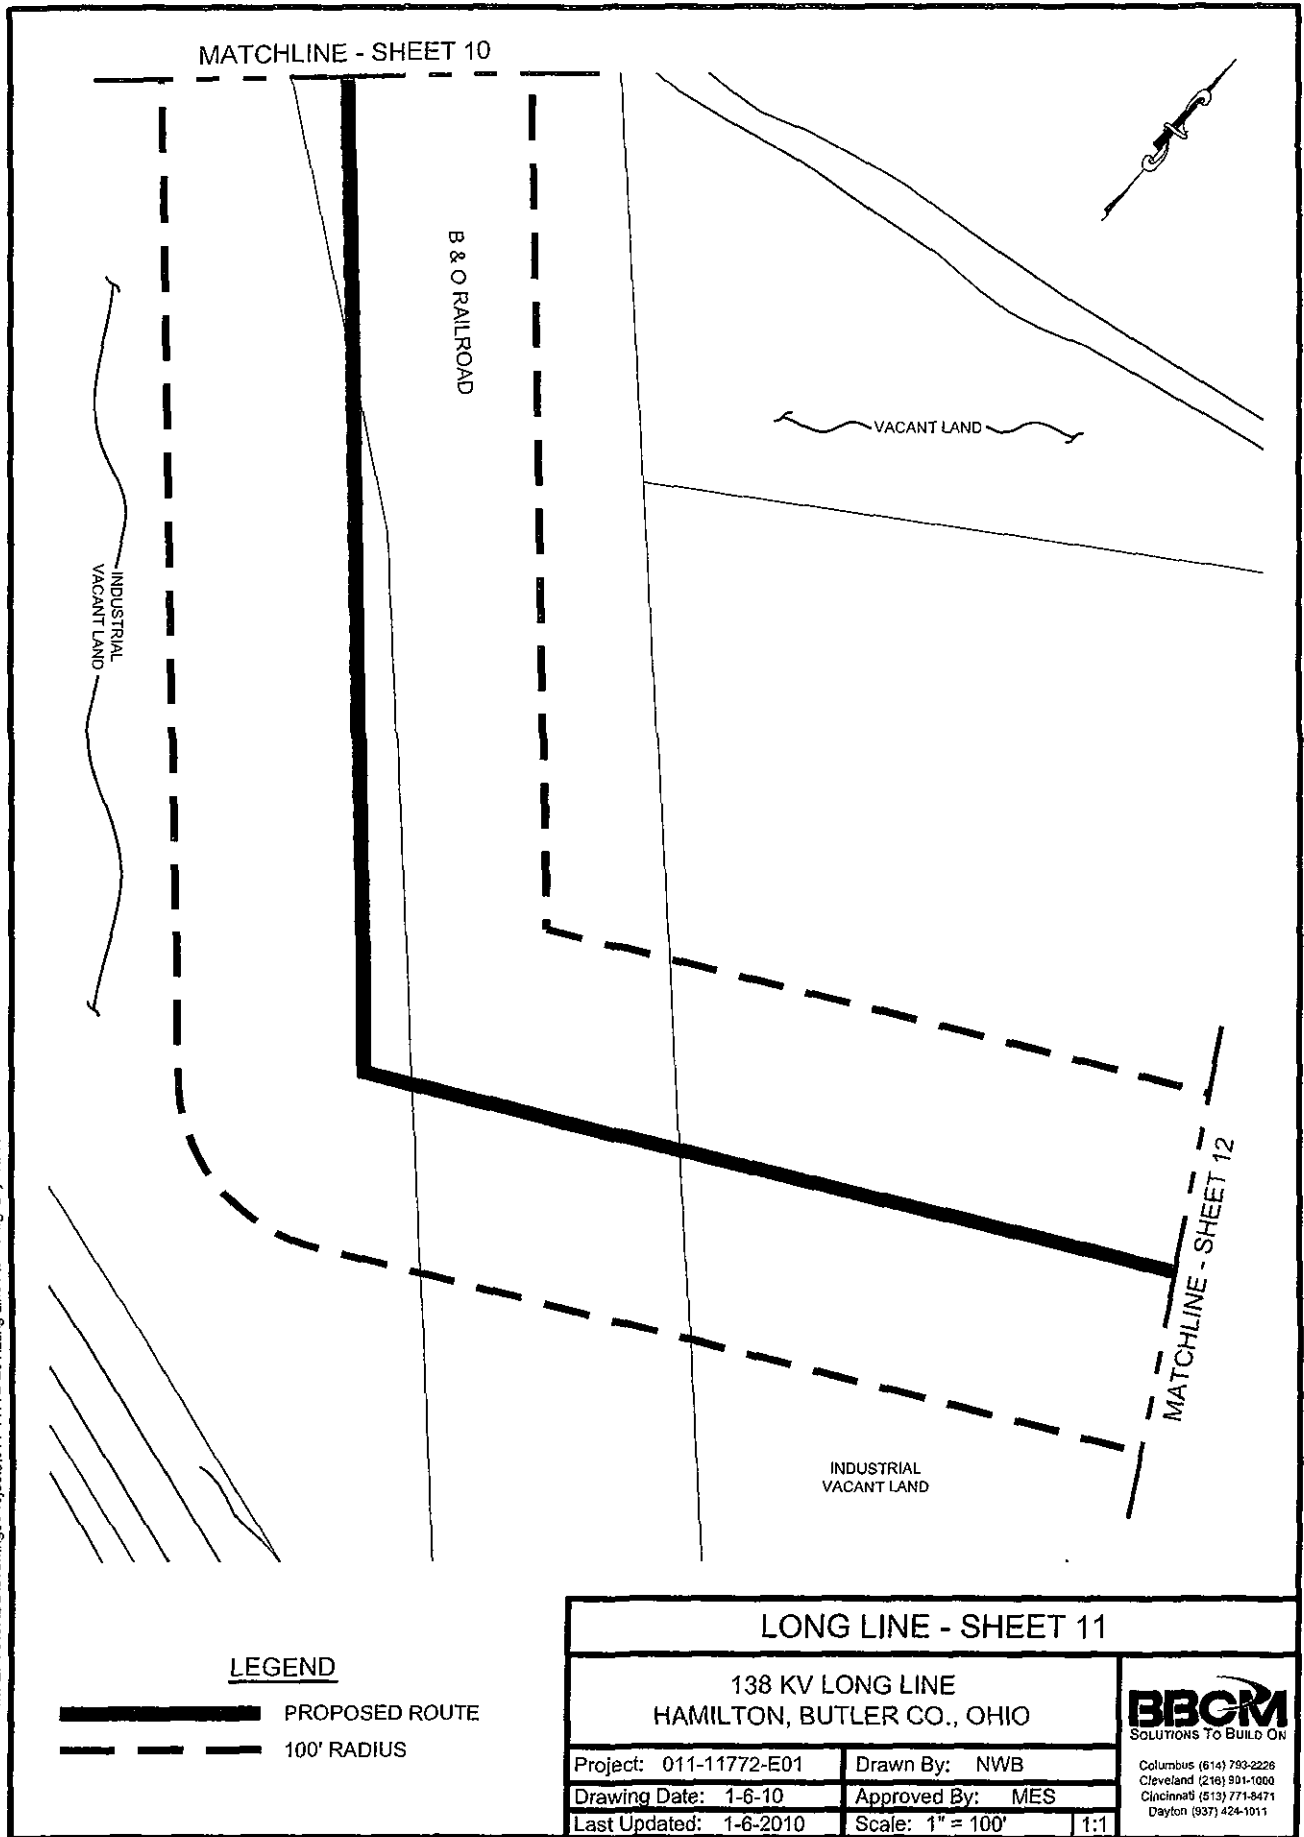 MATCHLINE - SHEET 10
B & O RAILROAD
VACANT LAND
INDUSTRIAL
VACANT LAND
MATCHLINE - SHEET 12
INDUSTRIAL
VACANT LAND
LEGEND
PROPOSED ROUTE
100' RADIUS
LONG LINE - SHEET 11
138 KV LONG LINE
HAMILTON, BUTLER CO., OHIO
Project: 011-11772-E01
Drawn By: NWB
Drawing Date: 1-6-10
Approved By: MES
Last Updated: 1-6-2010
Scale: 1" = 100'
1:1
BBCM
SOLUTIONS TO BUILD ON
Columbus (614) 793-2226
Cleveland (216) 901-1000
Cincinnati (513) 771-8471
Dayton (937) 424-1011